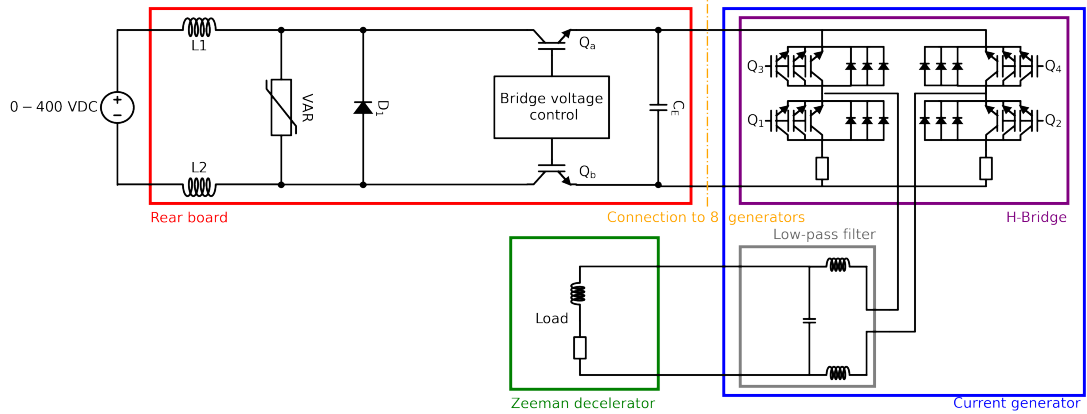 L1
L2
0 − 400 VDC
VAR
D1
Qa
Bridge voltage
control
Qb
CE
Q3
Q4
Q1
Q2
Rear board
Connection to 8 generators
H-Bridge
Low-pass filter
Load
Zeeman decelerator
Current generator